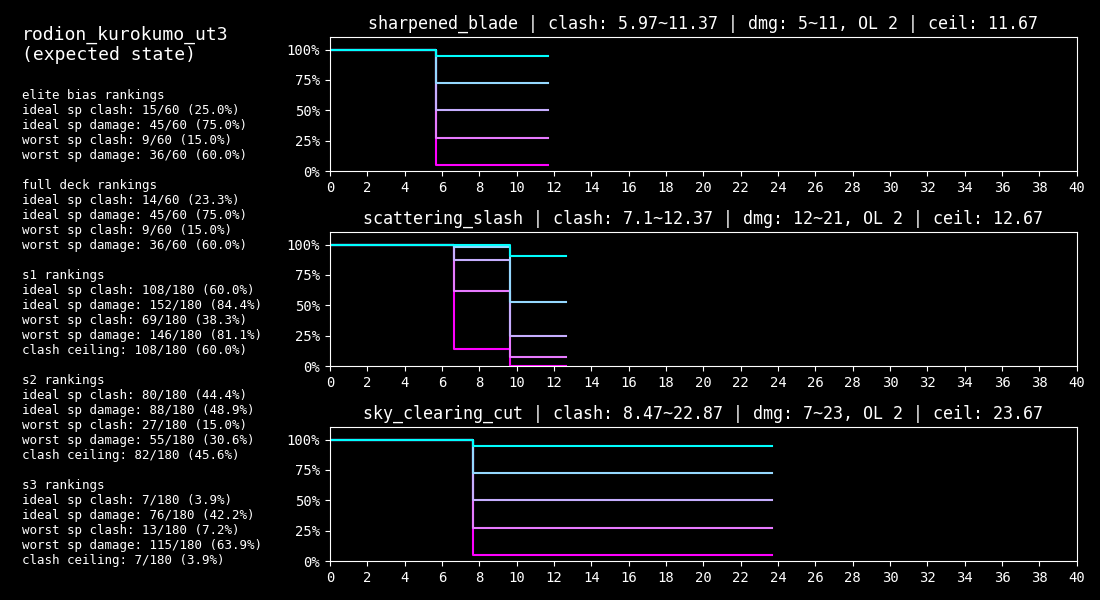 rodion_kurokumo_ut3
(expected state)
elite bias rankings
ideal sp clash: 15/60 (25.0%)
ideal sp damage: 45/60 (75.0%)
worst sp clash: 9/60 (15.0%)
worst sp damage: 36/60 (60.0%)
full deck rankings
ideal sp clash: 14/60 (23.3%)
ideal sp damage: 45/60 (75.0%)
worst sp clash: 9/60 (15.0%)
worst sp damage: 36/60 (60.0%)
s1 rankings
ideal sp clash: 108/180 (60.0%)
ideal sp damage: 152/180 (84.4%)
worst sp clash: 69/180 (38.3%)
worst sp damage: 146/180 (81.1%)
clash ceiling: 108/180 (60.0%)
s2 rankings
ideal sp clash: 80/180 (44.4%)
ideal sp damage: 88/180 (48.9%)
worst sp clash: 27/180 (15.0%)
worst sp damage: 55/180 (30.6%)
clash ceiling: 82/180 (45.6%)
s3 rankings
ideal sp clash: 7/180 (3.9%)
ideal sp damage: 76/180 (42.2%)
worst sp clash: 13/180 (7.2%)
worst sp damage: 115/180 (63.9%)
clash ceiling: 7/180 (3.9%)
sharpened_blade | clash: 5.97~11.37 | dmg: 5~11, OL 2 | ceil: 11.67
100%
75%
50%
25%
0%
0 2 4 6 8 10 12 14 16 18 20 22 24 26 28 30 32 34 36 38 40
scattering_slash | clash: 7.1~12.37 | dmg: 12~21, OL 2 | ceil: 12.67
100%
75%
50%
25%
0%
0 2 4 6 8 10 12 14 16 18 20 22 24 26 28 30 32 34 36 38 40
sky_clearing_cut | clash: 8.47~22.87 | dmg: 7~23, OL 2 | ceil: 23.67
100%
75%
50%
25%
0%
0 2 4 6 8 10 12 14 16 18 20 22 24 26 28 30 32 34 36 38 40